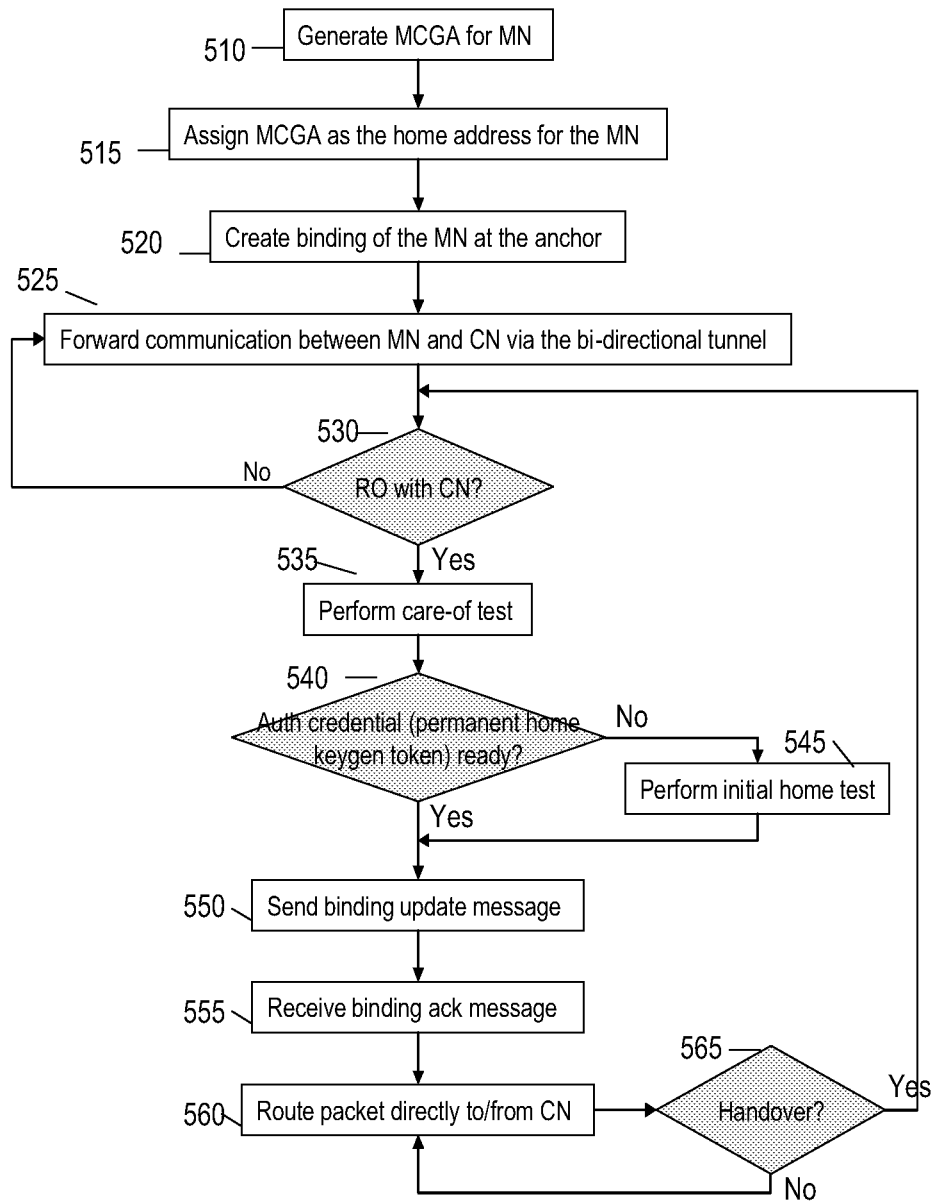 Generate MCGA for MN
510
Assign MCGA as the home address for the MN
515
Create binding of the MN at the anchor
520
525
Forward communication between MN and CN via the bi-directional tunnel
530
No
RO with CN?
Yes
535
Perform care-of test
540
Auth credential (permanent home
keygen token) ready?
No
545
Perform initial home test
Yes
550
Send binding update message
555
Receive binding ack message
565
560
Route packet directly to/from CN
Handover?
Yes
No